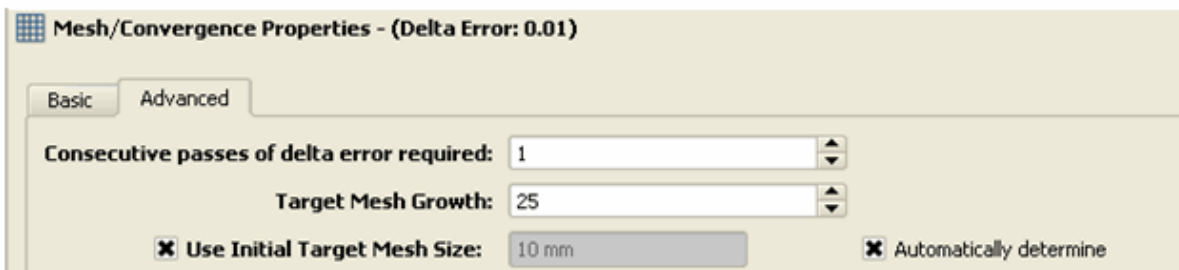 Mesh/Convergence Properties - (Delta Error: 0.01)
Basic Advanced
Consecutive passes of delta error required: 1
Target Mesh Growth: 25
Use Initial Target Mesh Size: 10 mm Automatically determine